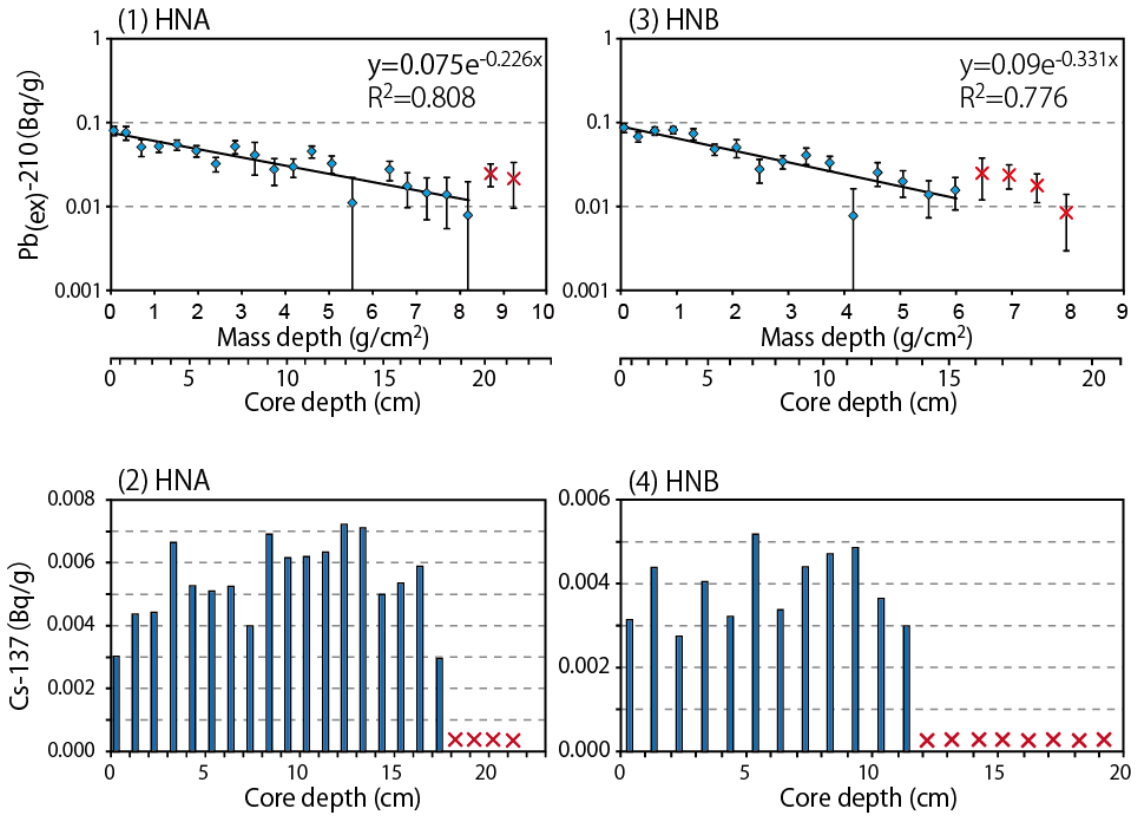 (1) HNA
1
0.1
0.01
0.001
Pb(ex)-210 (Bq/g)
y=0.075e-0.226x
R2=0.808
0 1 2 3 4 5 6 7 8 9 10
Mass depth (g/cm2)
0 5 10 15 20
Core depth (cm)
(3) HNB
1
0.1
0.01
0.001
y=0.09e-0.331x
R2=0.776
0 1 2 3 4 5 6 7 8 9
Mass depth (g/cm2)
0 5 10 15 20
Core depth (cm)
(2) HNA
0.008
0.006
0.004
0.002
0.000
Cs-137 (Bq/g)
0 5 10 15 20
Core depth (cm)
(4) HNB
0.006
0.004
0.002
0.000
0 5 10 15 20
Core depth (cm)